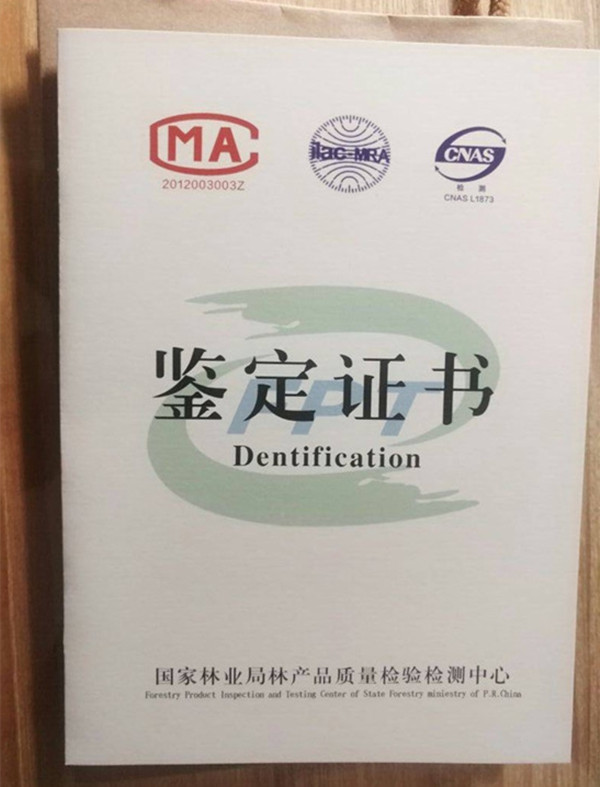 CMA
2012003003Z
ilac-MRA
CNAS
检 测
CNAS L1873
FPT
鉴定证书
Dentification
国家林业局林产品质量检验检测中心
Forestry Product Inspection and Testing Center of State Forestry miniestry of P.R.China